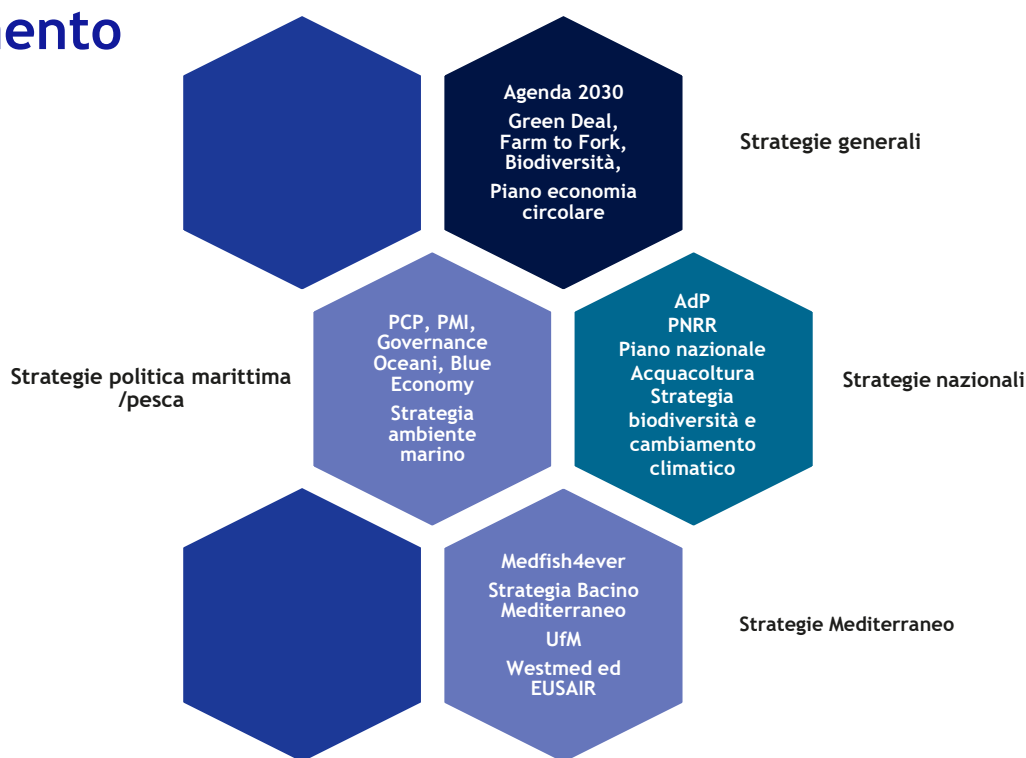 Agenda 2030
Green Deal,
Farm to Fork,
Biodiversità,
Piano economia
circolare
Strategie generali
Strategie politica marittima
/pesca
PCP, PMI,
Governance
Oceani, Blue
Economy
Strategia
ambiente
marino
AdP
PNRR
Piano nazionale
Acquacoltura
Strategia
biodiversità e
cambiamento
climatico
Strategie nazionali
Medfish4ever
Strategia Bacino
Mediterraneo
UfM
Westmed ed
EUSAIR
Strategie Mediterraneo